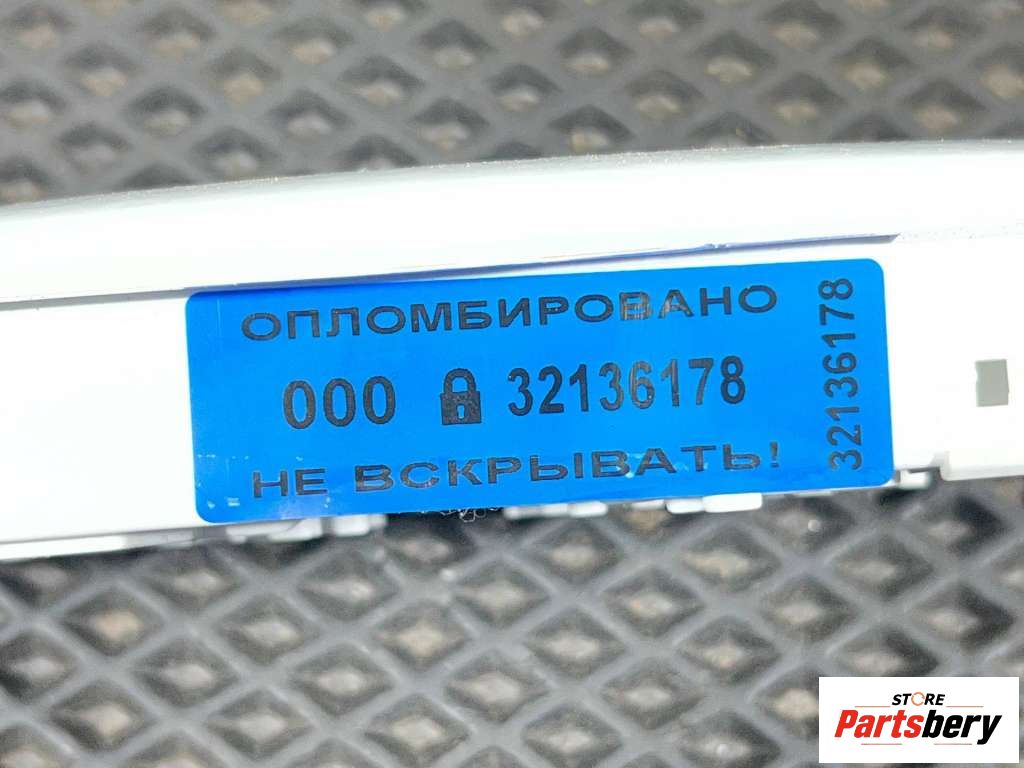 ОПЛОМБИРОВАНО
000 32136178
НЕ ВСКРЫВАТЬ!
32136178
STORE
Partsbery